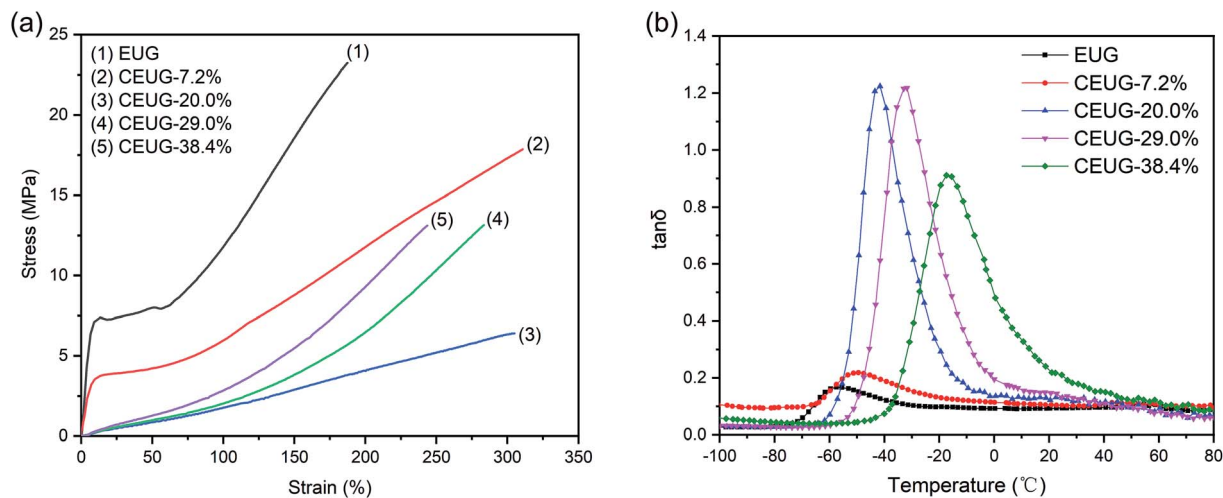 (a)
(1) EUG
(2) CEUG-7.2%
(3) CEUG-20.0%
(4) CEUG-29.0%
(5) CEUG-38.4%
(1)
(2)
(3)
(4)
(5)
Stress (MPa)
25
20
15
10
5
0
0 50 100 150 200 250 300 350
Strain (%)
(b)
EUG
CEUG-7.2%
CEUG-20.0%
CEUG-29.0%
CEUG-38.4%
tanδ
1.4
1.2
1.0
0.8
0.6
0.4
0.2
0.0
-100 -80 -60 -40 -20 0 20 40 60 80
Temperature (℃)